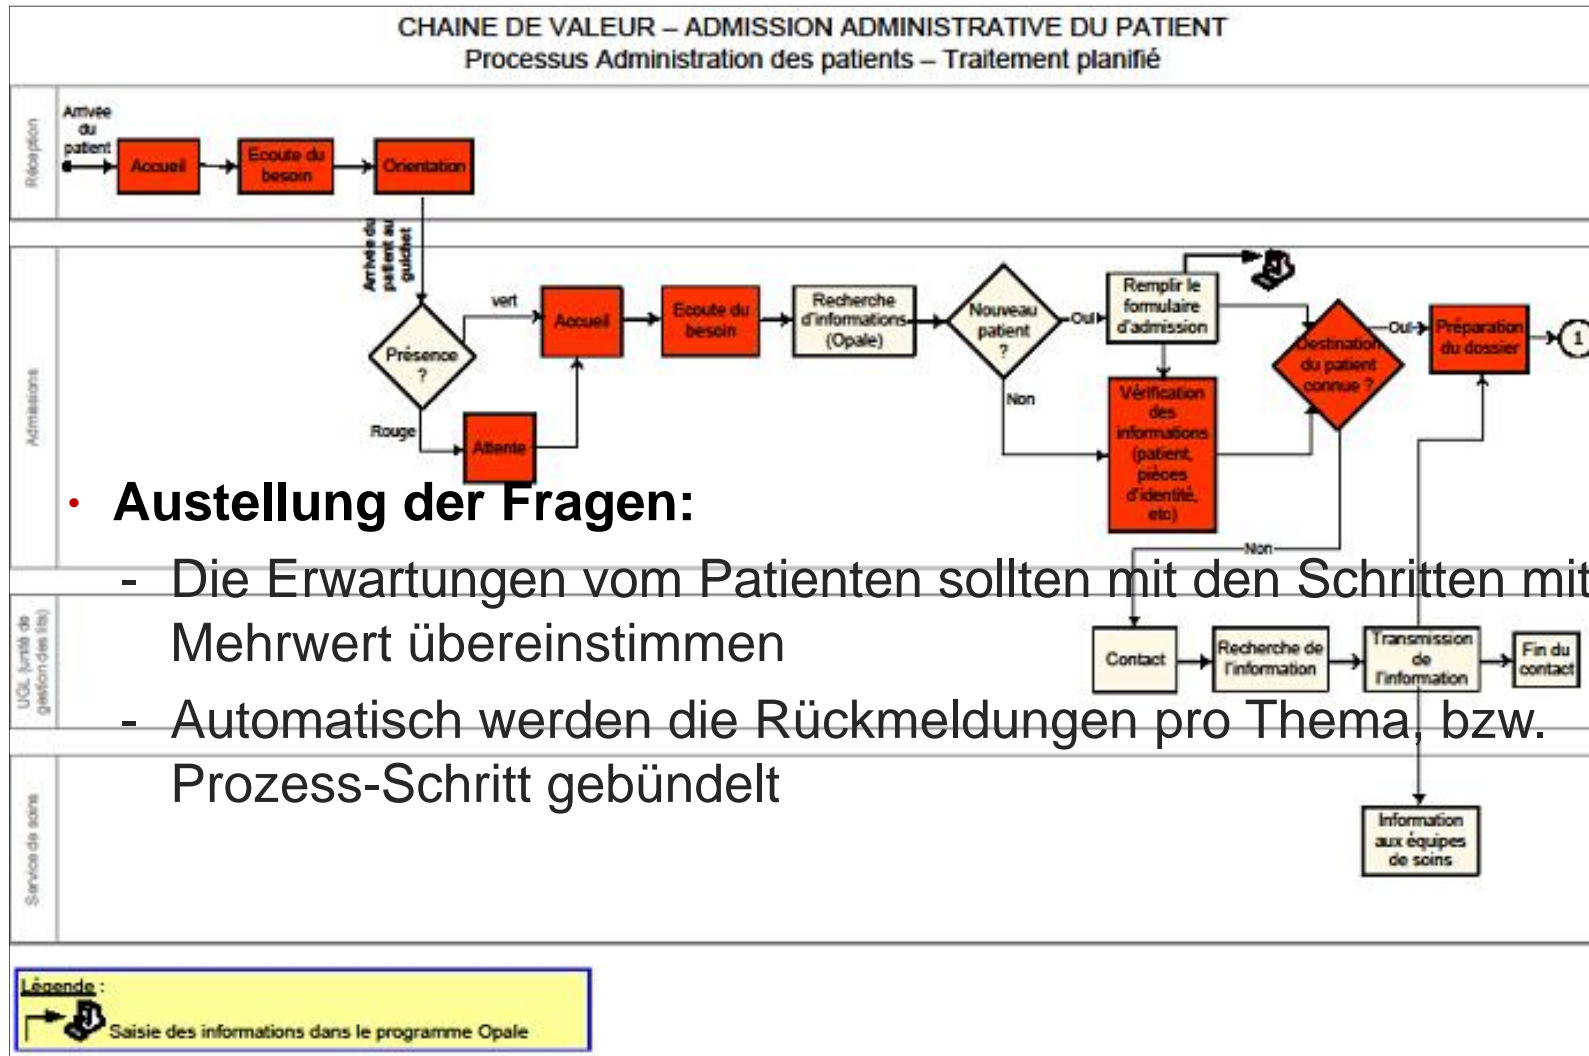 CHAINE DE VALEUR – ADMISSION ADMINISTRATIVE DU PATIENT
Processus Administration des patients – Traitement planifié
Réception
Arrivée
du
patient
Accueil
Ecoute du
besoin
Orientation
Arrivée du
patient au
guichet
Admissions
Présence
?
vert
Rouge
Attente
Accueil
Ecoute du
besoin
Recherche
d'informations
(Opale)
Nouveau
patient
?
Oui
Non
Remplir le
formulaire
d'admission
Vérification
des
informations
(patient,
pièces
d'identité,
etc)
Destination
du patient
connue ?
Oui
Préparation
du dossier
1
Non
• Austellung der Fragen:
- Die Erwartungen vom Patienten sollten mit den Schritten mit
Mehrwert übereinstimmen
- Automatisch werden die Rückmeldungen pro Thema, bzw.
Prozess-Schritt gebündelt
UGL (unité de
gestion des lits)
Contact
Recherche de
l'information
Transmission
de
l'information
Fin du
contact
Service de soins
Information
aux équipes
de soins
Légende :
Saisie des informations dans le programme Opale